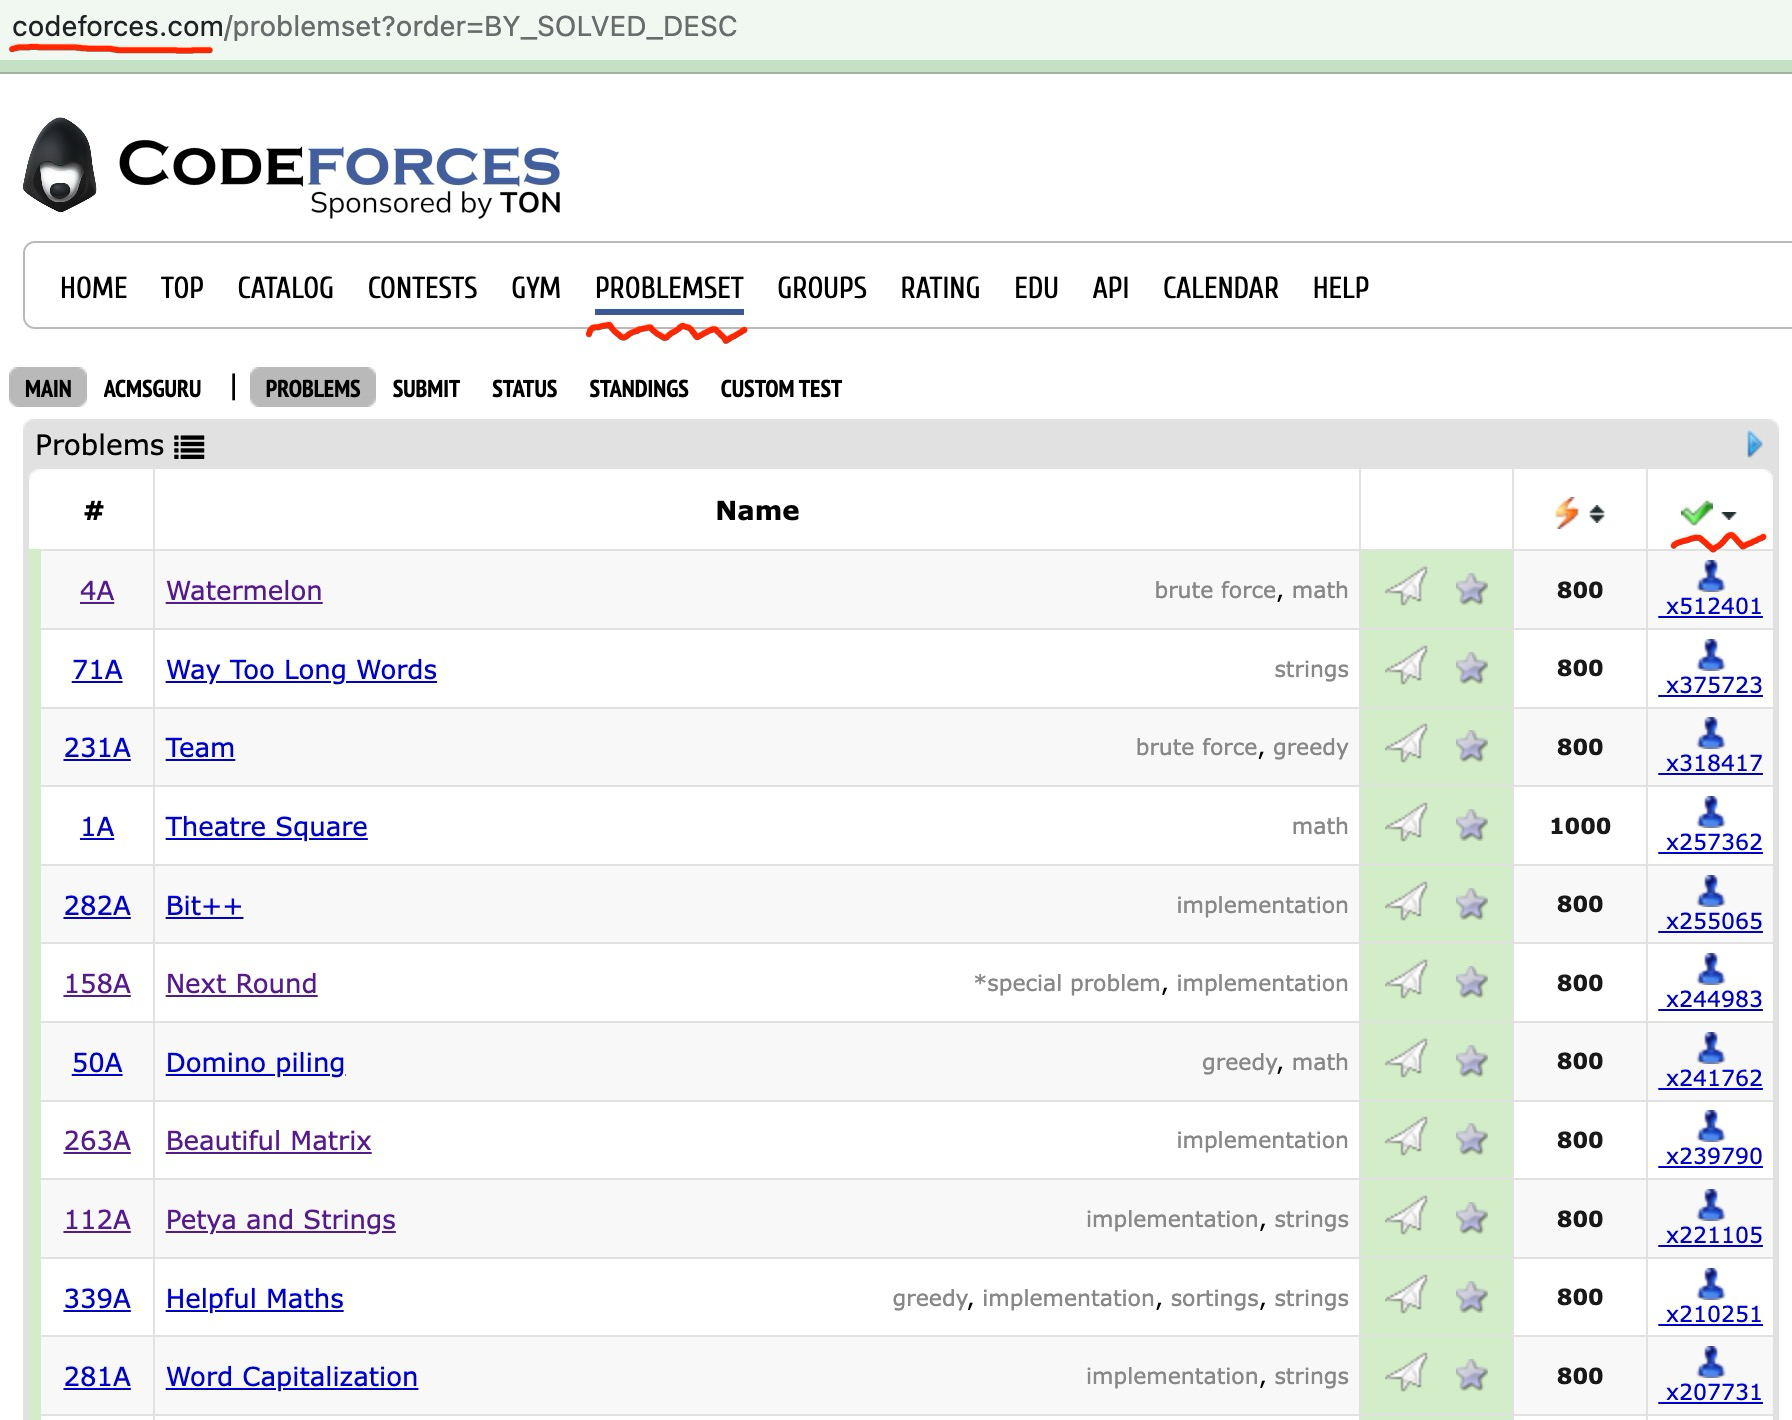 codeforces.com/problemset?order=BY_SOLVED_DESC
CODEFORCES
Sponsored by TON
HOME TOP CATALOG CONTESTS GYM PROBLEMSET GROUPS RATING EDU API CALENDAR HELP
MAIN ACMSGURU | PROBLEMS SUBMIT STATUS STANDINGS CUSTOM TEST
Problems
# Name
4A Watermelon brute force, math 800 x512401
71A Way Too Long Words strings 800 x375723
231A Team brute force, greedy 800 x318417
1A Theatre Square math 1000 x257362
282A Bit++ implementation 800 x255065
158A Next Round *special problem, implementation 800 x244983
50A Domino piling greedy, math 800 x241762
263A Beautiful Matrix implementation 800 x239790
112A Petya and Strings implementation, strings 800 x221105
339A Helpful Maths greedy, implementation, sortings, strings 800 x210251
281A Word Capitalization implementation, strings 800 x207731